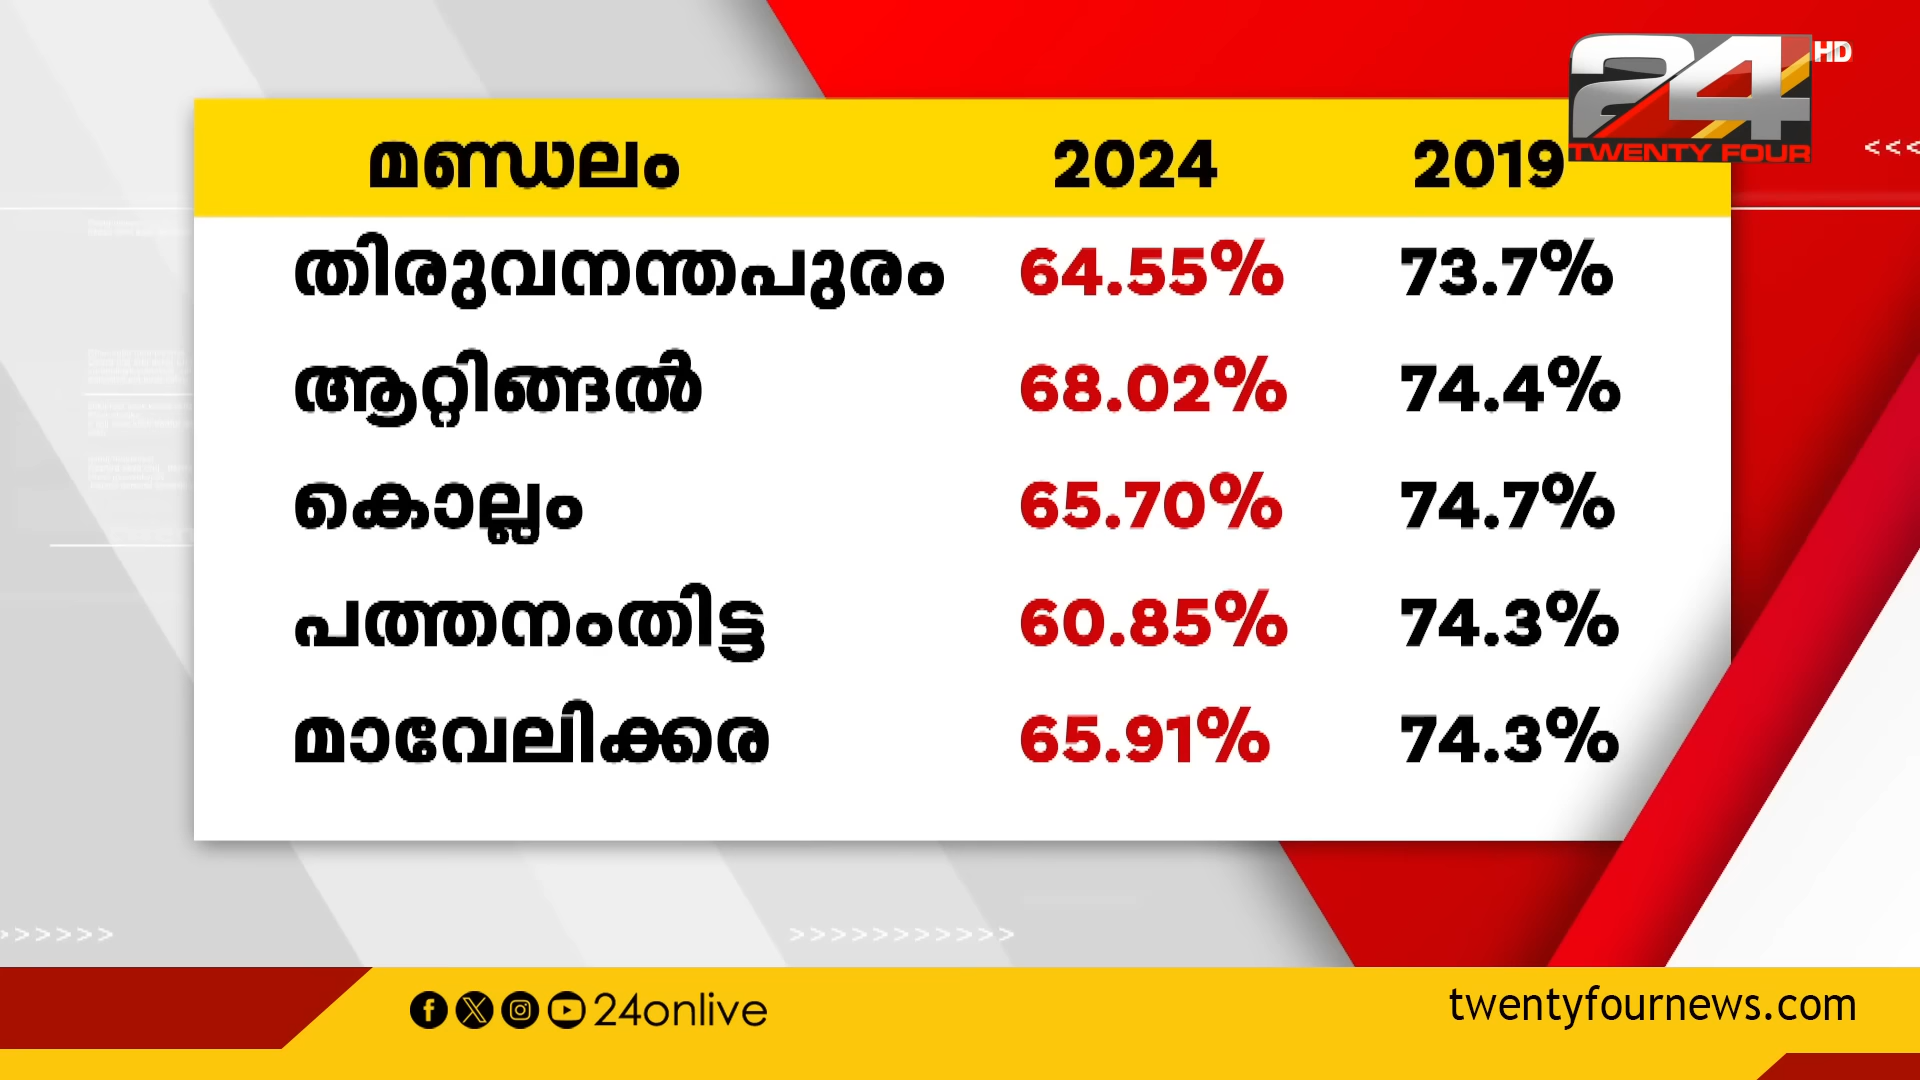 24 HD
TWENTY FOUR
മണ്ഡലം 2024 2019
<<<
തിരുവനന്തപുരം 64.55% 73.7%
ആറ്റിങ്ങൽ 68.02% 74.4%
കൊല്ലം 65.70% 74.7%
പത്തനംതിട്ട 60.85% 74.3%
മാവേലിക്കര 65.91% 74.3%
24onlive
twentyfournews.com